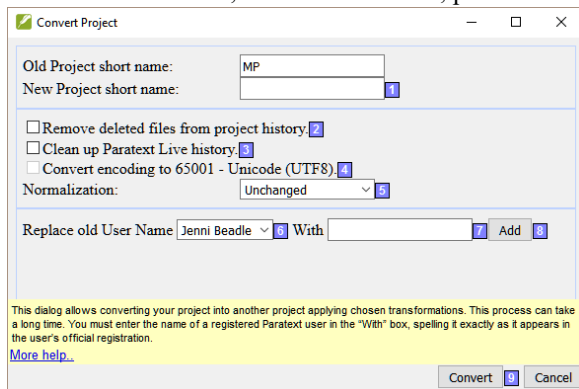 Convert Project
Old Project short name: MP
New Project short name: 1
Remove deleted files from project history. 2
Clean up Paratext Live history. 3
Convert encoding to 65001 - Unicode (UTF8). 4
Normalization: Unchanged 5
Replace old User Name Jenni Beadle 6 With 7 Add 8
This dialog allows converting your project into another project applying chosen transformations. This process can take
a long time. You must enter the name of a registered Paratext user in the "With" box, spelling it exactly as it appears in
the user's official registration.
More help..
Convert 9 Cancel